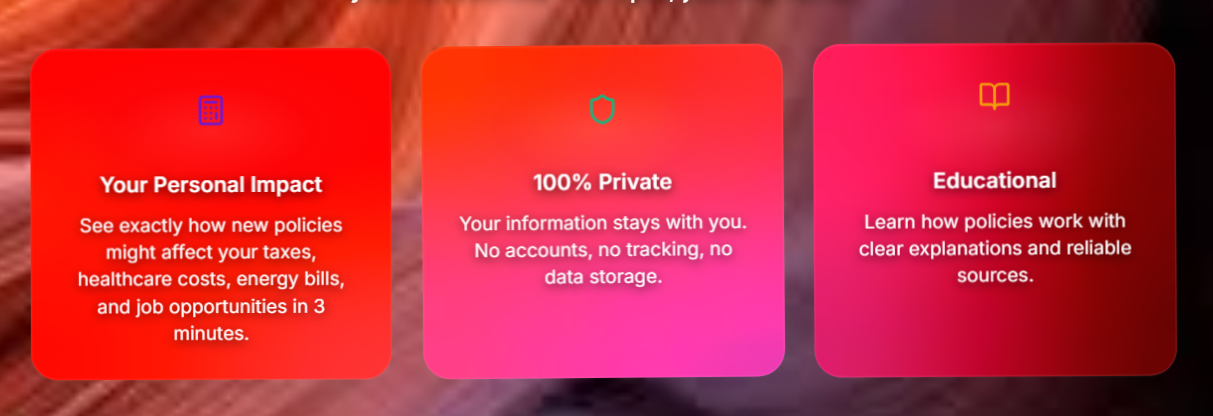 Your Personal Impact
See exactly how new policies
might affect your taxes,
healthcare costs, energy bills,
and job opportunities in 3
minutes.
100% Private
Your information stays with you.
No accounts, no tracking, no
data storage.
Educational
Learn how policies work with
clear explanations and reliable
sources.